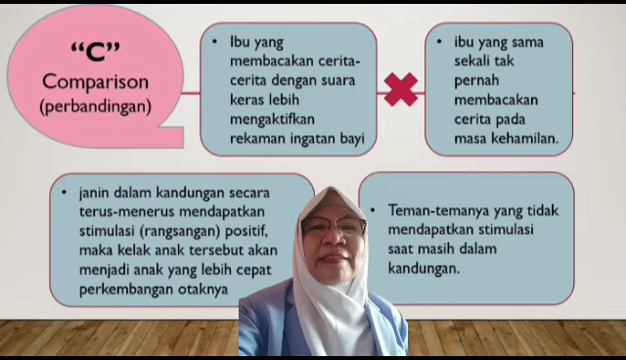 “C”
Comparison
(perbandingan)
• Ibu yang
membacakan cerita-
cerita dengan suara
keras lebih
mengaktifkan
rekaman ingatan bayi
• ibu yang sama
sekali tak
pernah
membacakan
cerita pada
masa kehamilan.
• janin dalam kandungan secara
terus-menerus mendapatkan
stimulasi (rangsangan) positif,
maka kelak anak tersebut akan
menjadi anak yang lebih cepat
perkembangan otaknya
• Teman-temanya yang tidak
mendapatkan stimulasi
saat masih dalam
kandungan.